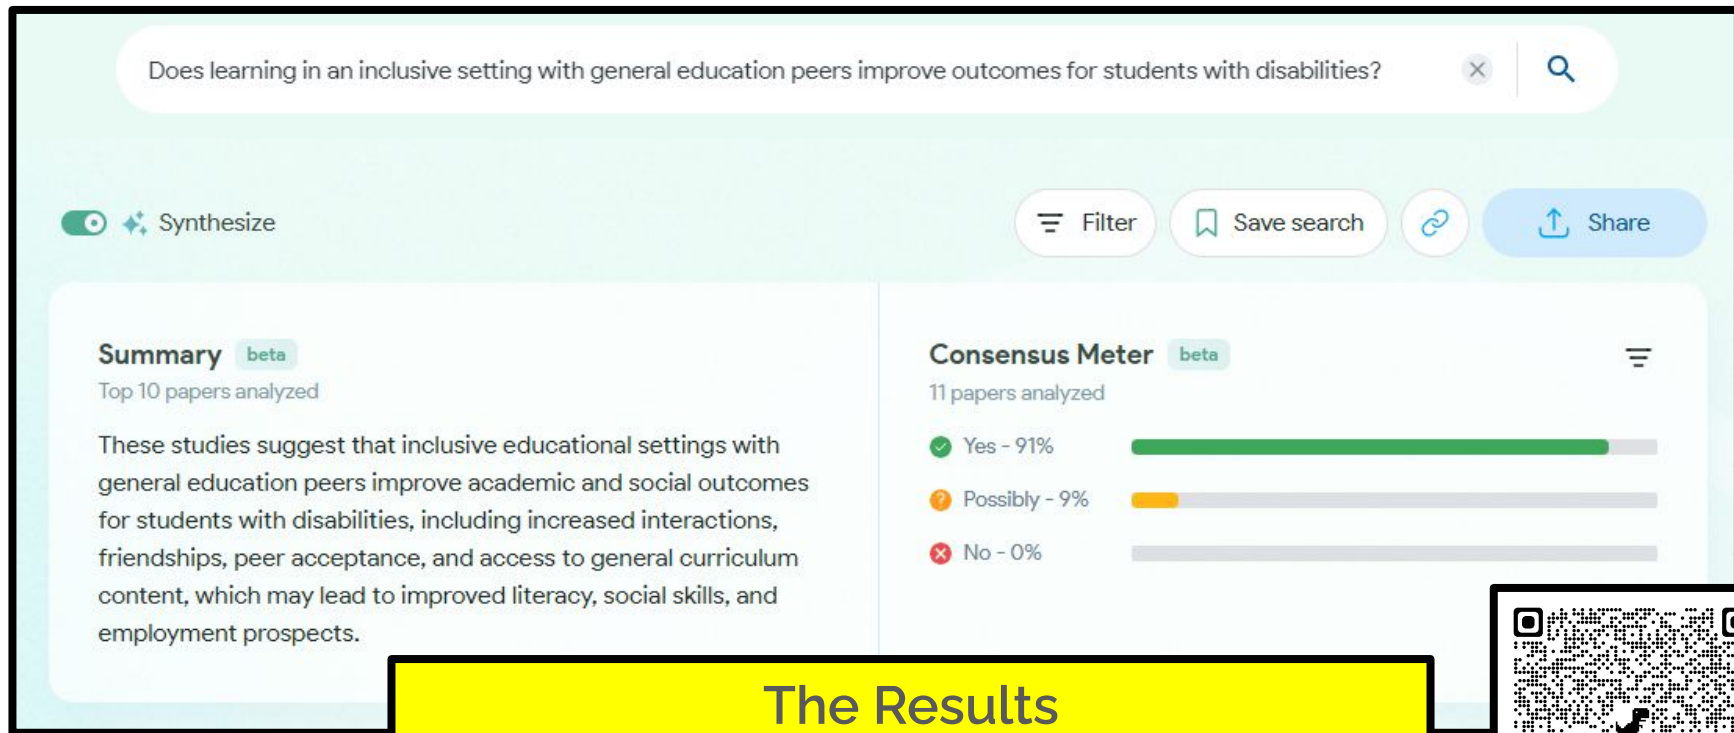 Does learning in an inclusive setting with general education peers improve outcomes for students with disabilities?
Synthesize
Filter
Save search
Share
Summary beta
Top 10 papers analyzed
These studies suggest that inclusive educational settings with
general education peers improve academic and social outcomes
for students with disabilities, including increased interactions,
friendships, peer acceptance, and access to general curriculum
content, which may lead to improved literacy, social skills, and
employment prospects.
Consensus Meter beta
11 papers analyzed
Yes - 91%
Possibly - 9%
No - 0%
The Results